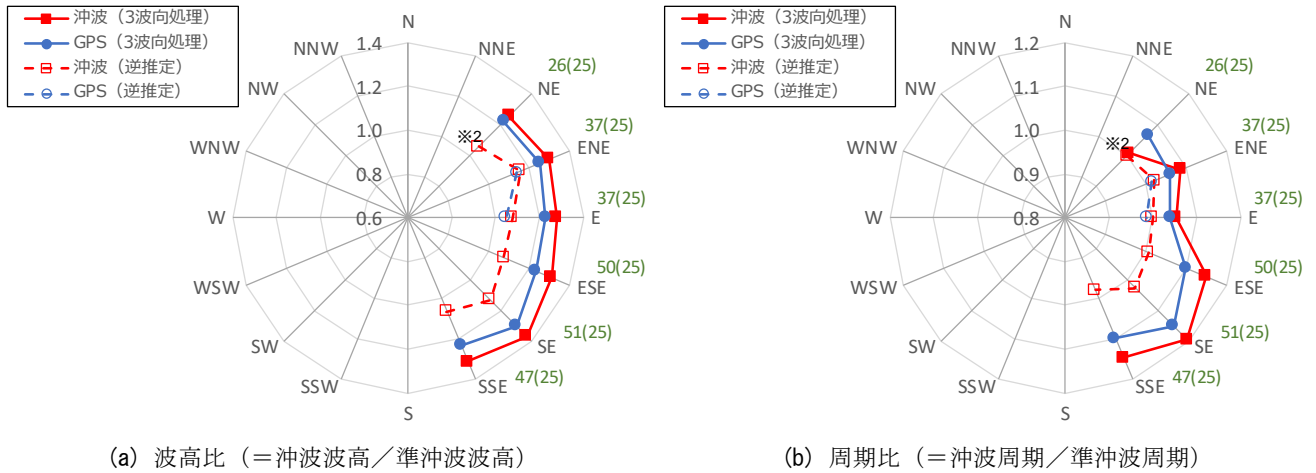 沖波（3波向処理）
GPS（3波向処理）
沖波（逆推定）
GPS（逆推定）
N
NNE
NE
ENE
E
ESE
SE
SSE
S
SSW
SW
WSW
W
WNW
NW
NNW
1.4
1.2
1.0
0.8
0.6
26(25)
37(25)
37(25)
50(25)
51(25)
47(25)
※2
(a) 波高比（＝沖波波高／準沖波波高）
沖波（3波向処理）
GPS（3波向処理）
沖波（逆推定）
GPS（逆推定）
N
NNE
NE
ENE
E
ESE
SE
SSE
S
SSW
SW
WSW
W
WNW
NW
NNW
1.2
1.1
1.0
0.9
0.8
26(25)
37(25)
37(25)
50(25)
51(25)
47(25)
※2
(b) 周期比（＝沖波周期／準沖波周期）